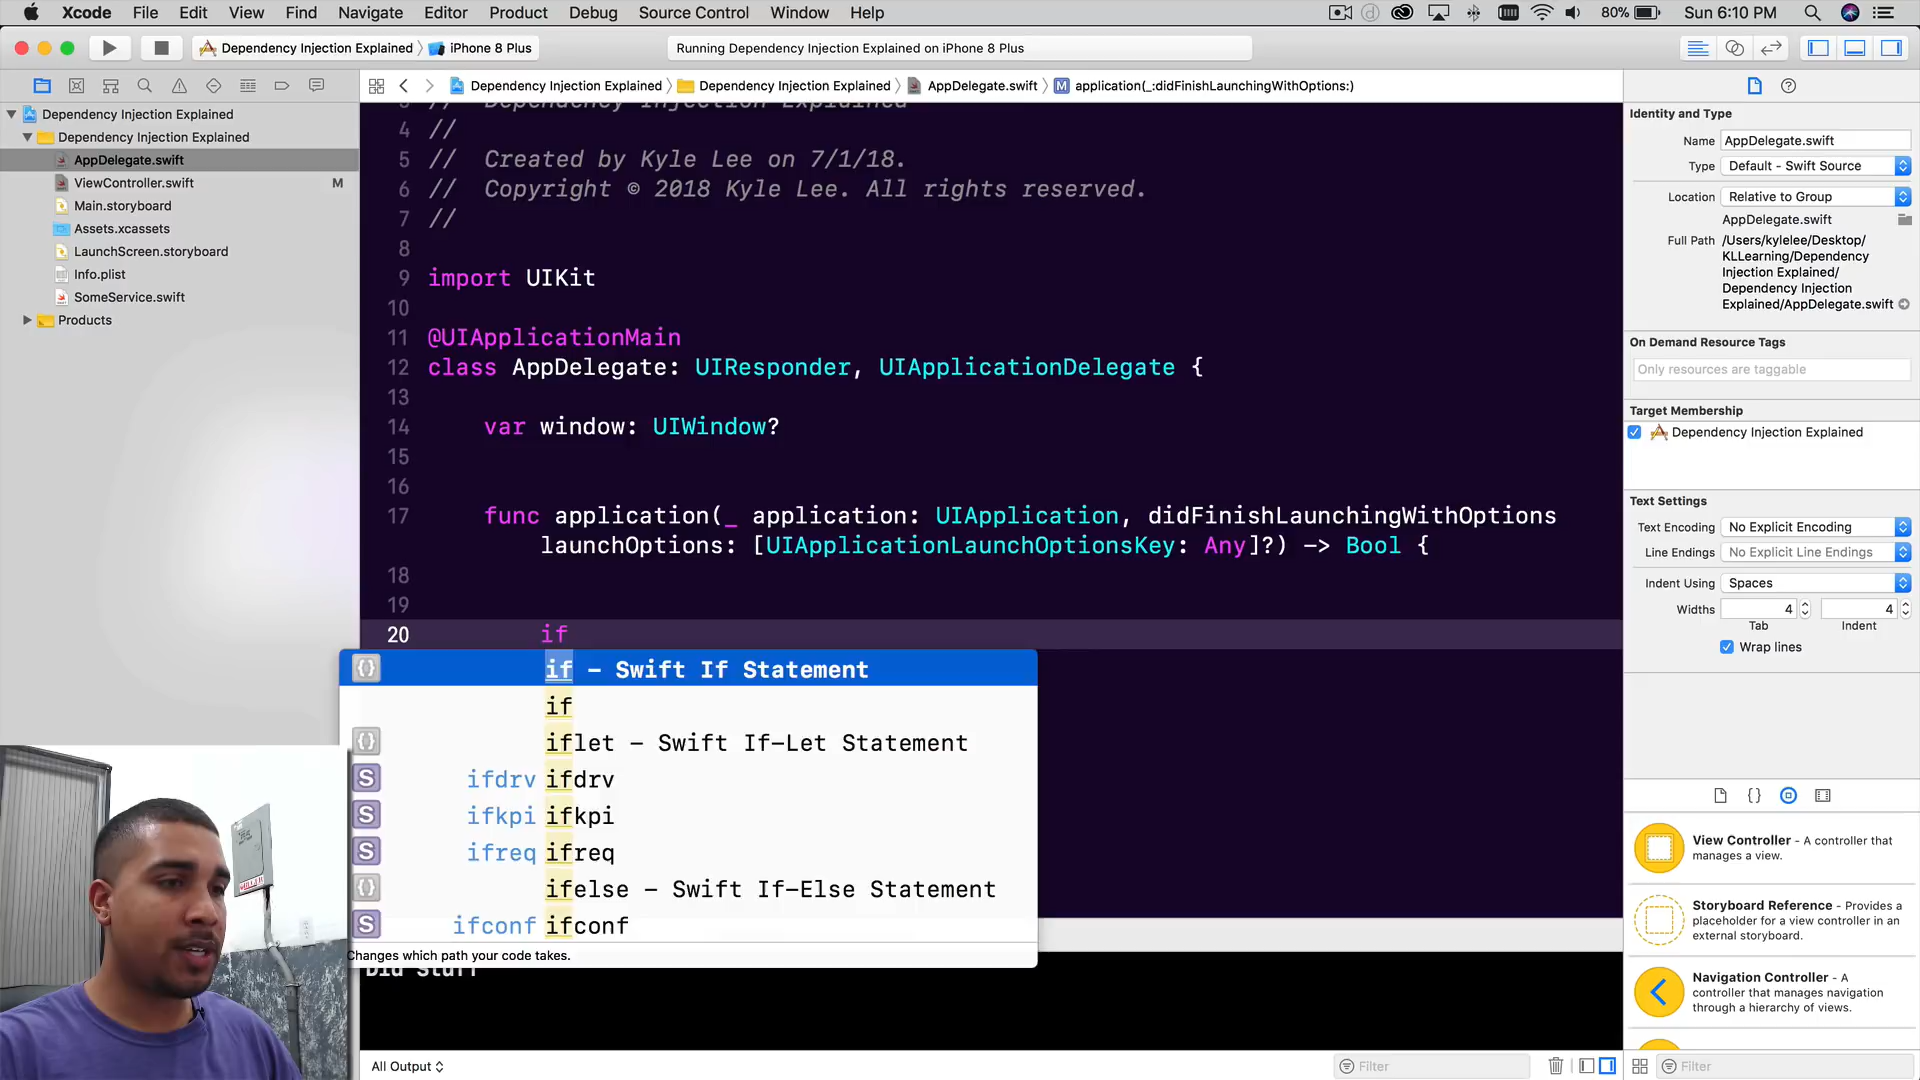 Xcode File Edit View Find Navigate Editor Product Debug Source Control Window Help 80% Sun 6:10 PM
Dependency Injection Explained iPhone 8 Plus Running Dependency Injection Explained on iPhone 8 Plus
Dependency Injection Explained Dependency Injection Explained AppDelegate.swift M application(_:didFinishLaunchingWithOptions:)
Dependency Injection Explained
Dependency Injection Explained
AppDelegate.swift
ViewController.swift M
Main.storyboard
Assets.xcassets
LaunchScreen.storyboard
Info.plist
SomeService.swift
Products
3 // Dependency Injection Explained
4 //
5 // Created by Kyle Lee on 7/1/18.
6 // Copyright © 2018 Kyle Lee. All rights reserved.
7 //
8
9 import UIKit
10
11 @UIApplicationMain
12 class AppDelegate: UIResponder, UIApplicationDelegate {
13
14 var window: UIWindow?
15
16
17 func application(_ application: UIApplication, didFinishLaunchingWithOptions
launchOptions: [UIApplicationLaunchOptionsKey: Any]?) -> Bool {
18
19
20 if
{} if - Swift If Statement
if
{} iflet - Swift If-Let Statement
S ifdrv ifdrv
S ifkpi ifkpi
S ifreq ifreq
{} ifelse - Swift If-Else Statement
S ifconf ifconf
Changes which path your code takes.
Did stuff
All Output
Filter
Identity and Type
Name AppDelegate.swift
Type Default - Swift Source
Location Relative to Group
AppDelegate.swift
Full Path /Users/kylelee/Desktop/
KLLearning/Dependency
Injection Explained/
Dependency Injection
Explained/AppDelegate.swift
On Demand Resource Tags
Only resources are taggable
Target Membership
Dependency Injection Explained
Text Settings
Text Encoding No Explicit Encoding
Line Endings No Explicit Line Endings
Indent Using Spaces
Widths 4 4
Tab Indent
Wrap lines
{}
View Controller - A controller that
manages a view.
Storyboard Reference - Provides a
placeholder for a view controller in an
external storyboard.
Navigation Controller - A
controller that manages navigation
through a hierarchy of views.
Filter